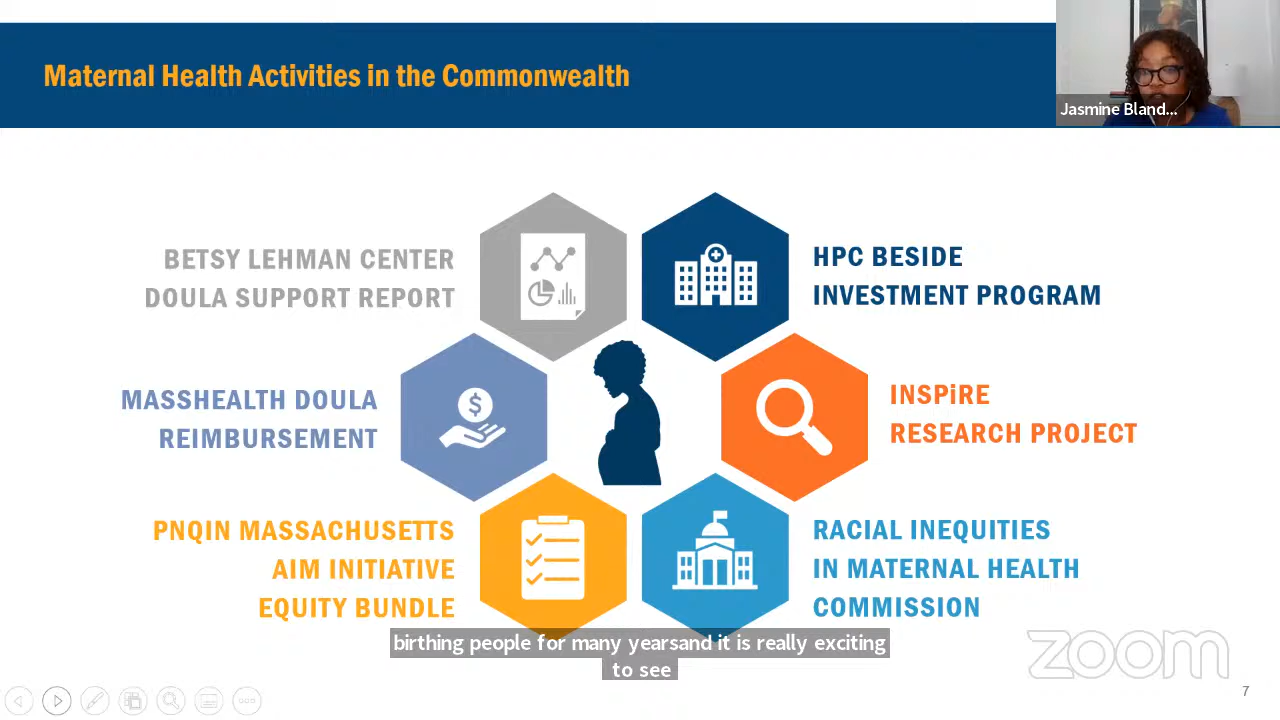 Maternal Health Activities in the Commonwealth
Jasmine Bland...
BETSY LEHMAN CENTER
DOULA SUPPORT REPORT
HPC BESIDE
INVESTMENT PROGRAM
MASSHEALTH DOULA
REIMBURSEMENT
$
INSPiRE
RESEARCH PROJECT
PNQIN MASSACHUSETTS
AIM INITIATIVE
EQUITY BUNDLE
RACIAL INEQUITIES
IN MATERNAL HEALTH
COMMISSION
birthing people for many yearsand it is really exciting
to see
zoom
7